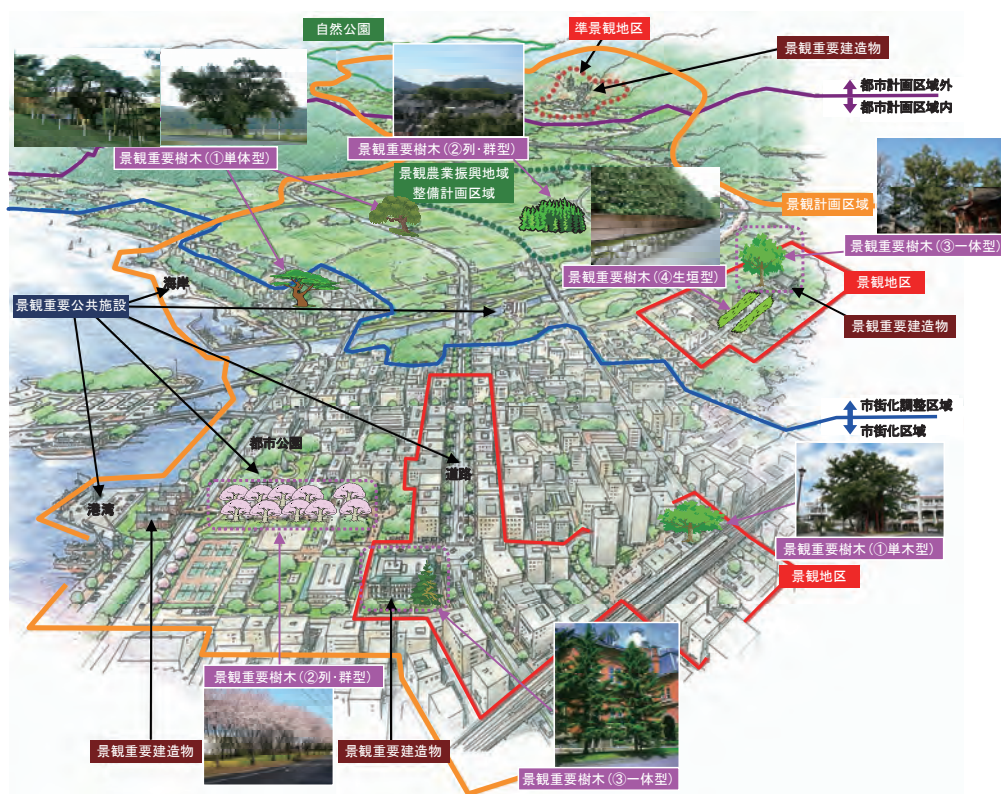 自然公園
準景観地区
景観重要建造物
都市計画区域外
都市計画区域内
景観重要樹木(①単体型)
景観重要樹木(②列・群型)
景観農業振興地域
整備計画区域
景観計画区域
景観重要樹木(③一体型)
景観重要樹木(④生垣型)
景観地区
海岸
景観重要公共施設
河川
景観重要建造物
市街化調整区域
市街化区域
都市公園
道路
港湾
景観重要樹木(①単木型)
景観地区
景観重要樹木(②列・群型)
景観重要建造物
景観重要建造物
景観重要樹木(③一体型)